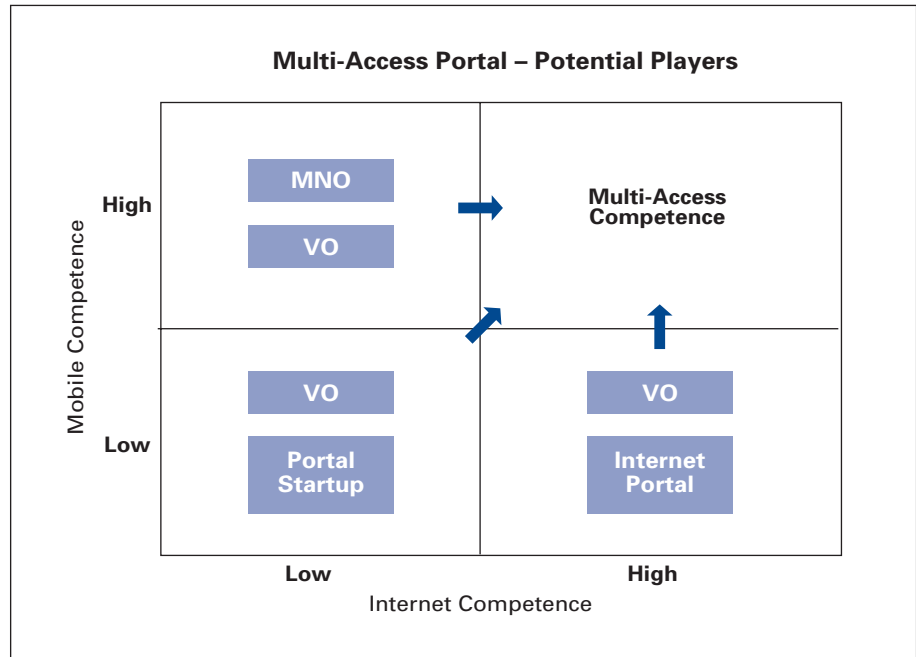 Multi-Access Portal – Potential Players
Mobile Competence
High
MNO
VO
Multi-Access
Competence
Low
VO
Portal
Startup
VO
Internet
Portal
Low
High
Internet Competence